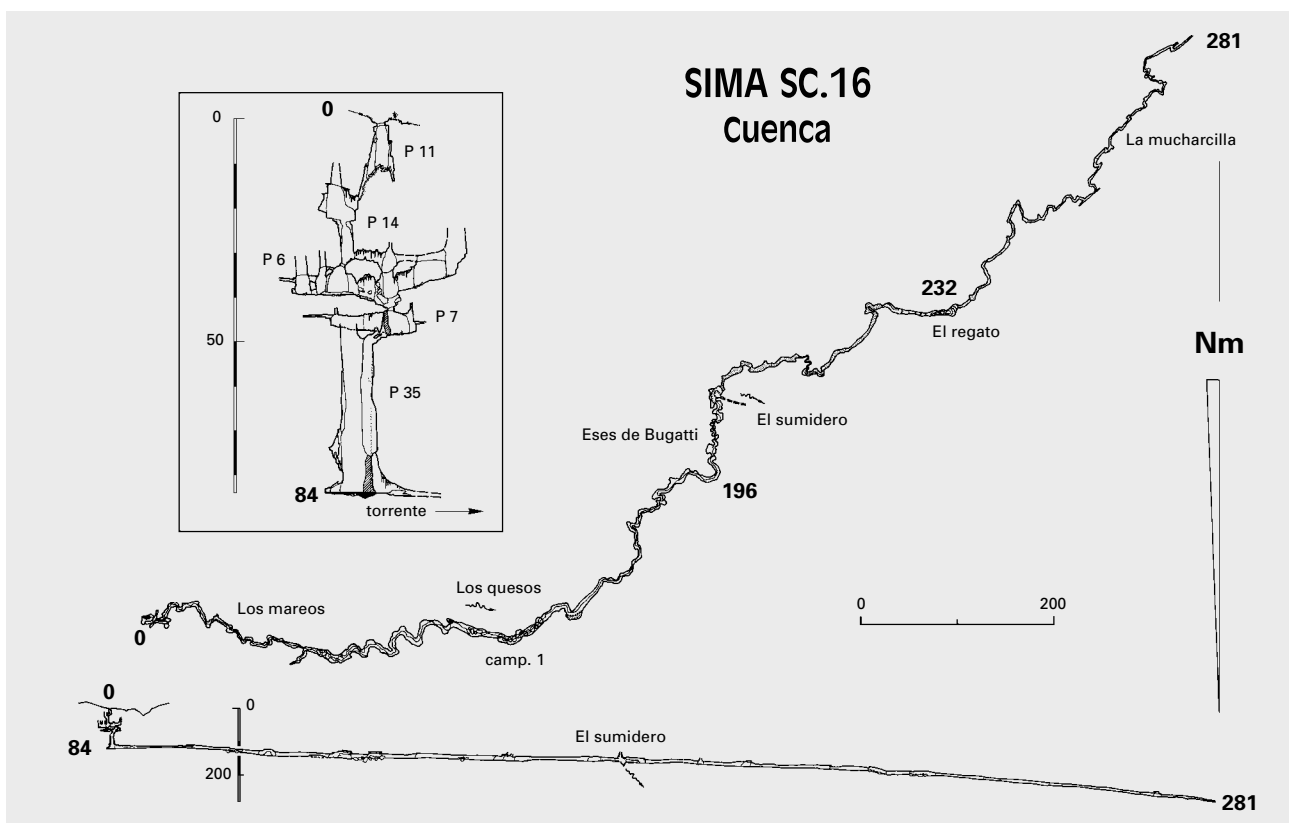 SIMA SC.16
Cuenca
281
La mucharcilla
232
El regato
Nm
El sumidero
Eses de Bugatti
196
Los quesos
Los mareos
0
camp. 1
0 200
0
0
P 11
P 14
P 6
P 7
50
P 35
84
torrente
0
0
84
El sumidero
200
281